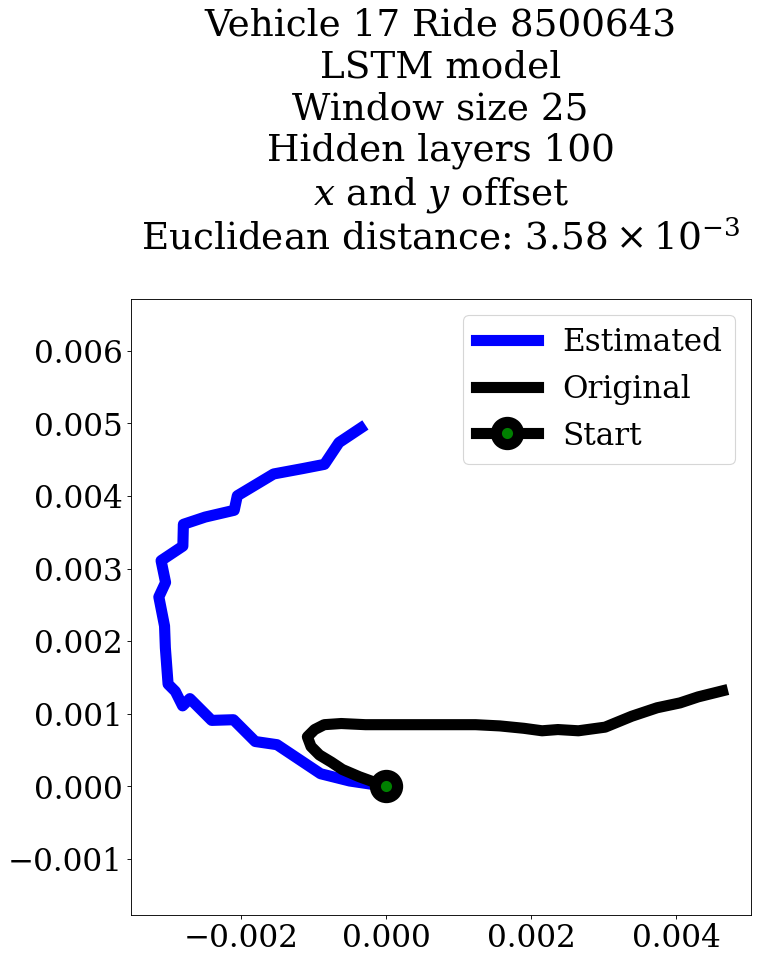 Vehicle 17 Ride 8500643
LSTM model
Window size 25
Hidden layers 100
x and y offset
Euclidean distance: 3.58 × 10⁻³
Estimated
Original
Start
0.006
0.005
0.004
0.003
0.002
0.001
0.000
−0.001
−0.002 0.000 0.002 0.004